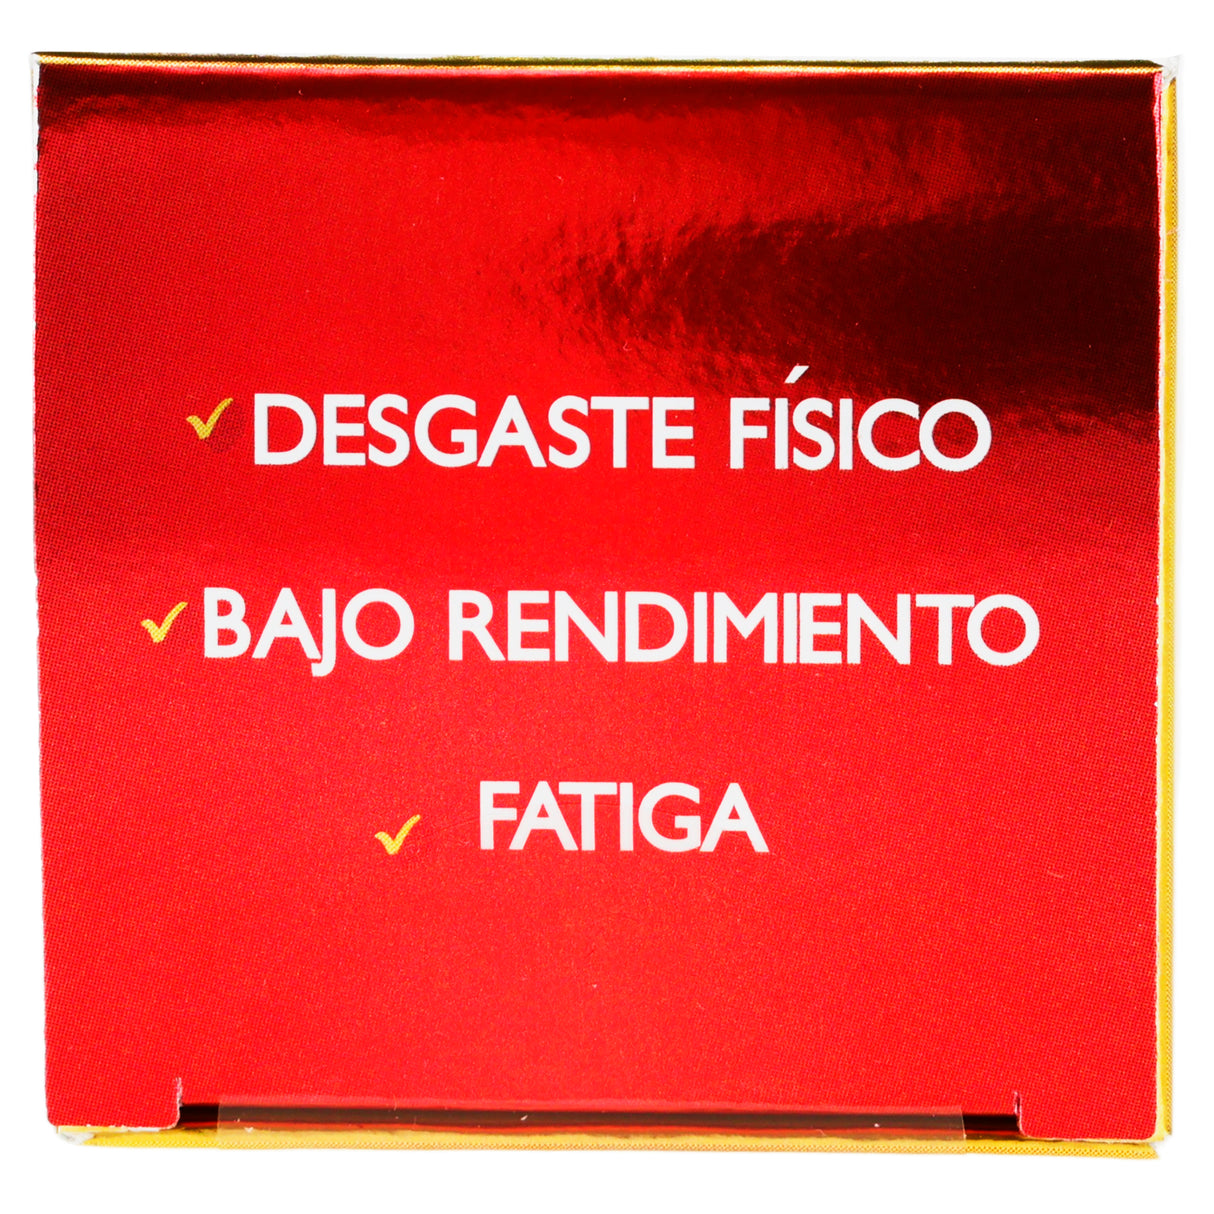 ✓ DESGASTE FÍSICO
✓ BAJO RENDIMIENTO
✓ FATIGA